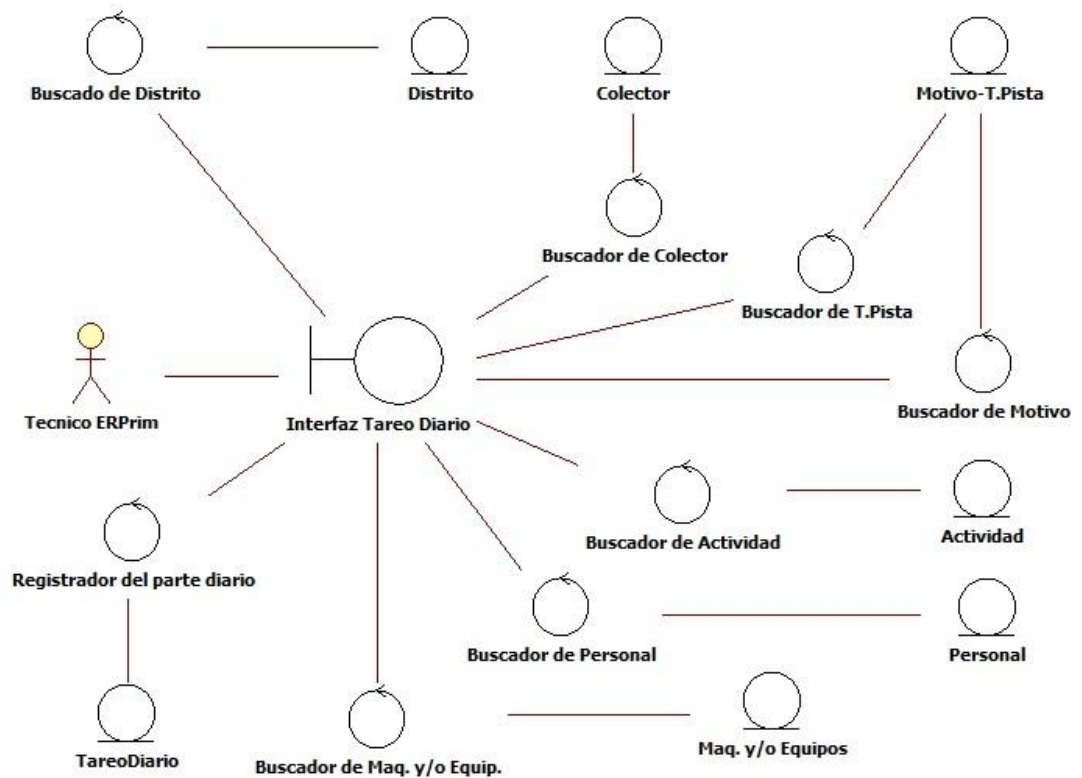 Buscado de Distrito
Distrito
Colector
Motivo-T.Pista
Buscador de Colector
Buscador de T.Pista
Tecnico ERPrim
Interfaz Tareo Diario
Buscador de Motivo
Buscador de Actividad
Actividad
Registrador del parte diario
Buscador de Personal
Personal
TareoDiario
Buscador de Maq. y/o Equip.
Maq. y/o Equipos